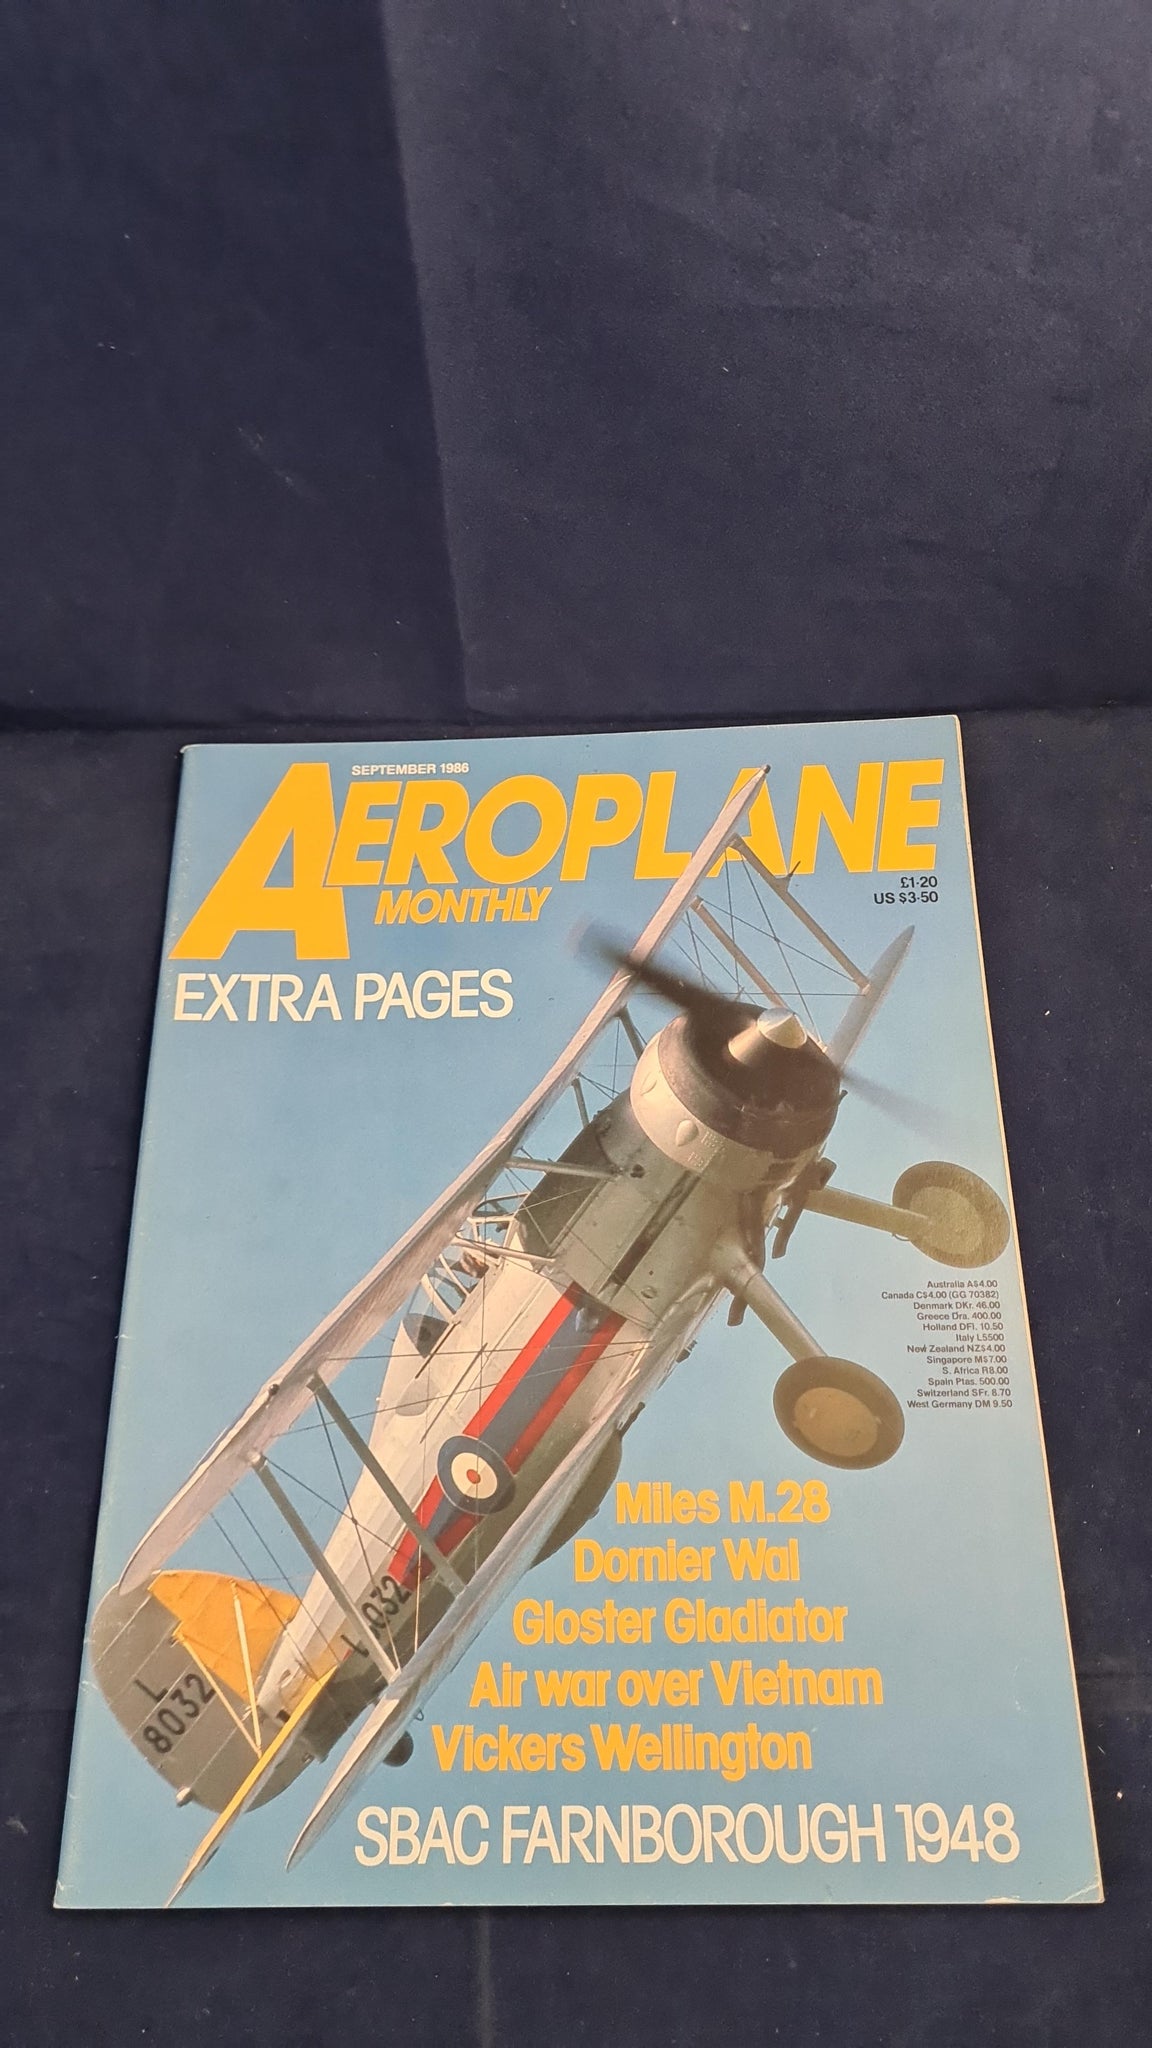 SEPTEMBER 1986
AEROPLANE
MONTHLY
£1·20
US $3·50
EXTRA PAGES
Australia A$4.00
Canada C$4.00 (GG 70382)
Denmark DKr. 46.00
Greece Dra. 400.00
Holland DFl. 10.50
Italy L5500
New Zealand NZ$4.00
Singapore M$7.00
S. Africa R8.00
Spain Ptas. 500.00
Switzerland SFr. 8.70
West Germany DM 9.50
Miles M.28
Dornier Wal
Gloster Gladiator
Air war over Vietnam
Vickers Wellington
L 8032
L
8032
SBAC FARNBOROUGH 1948